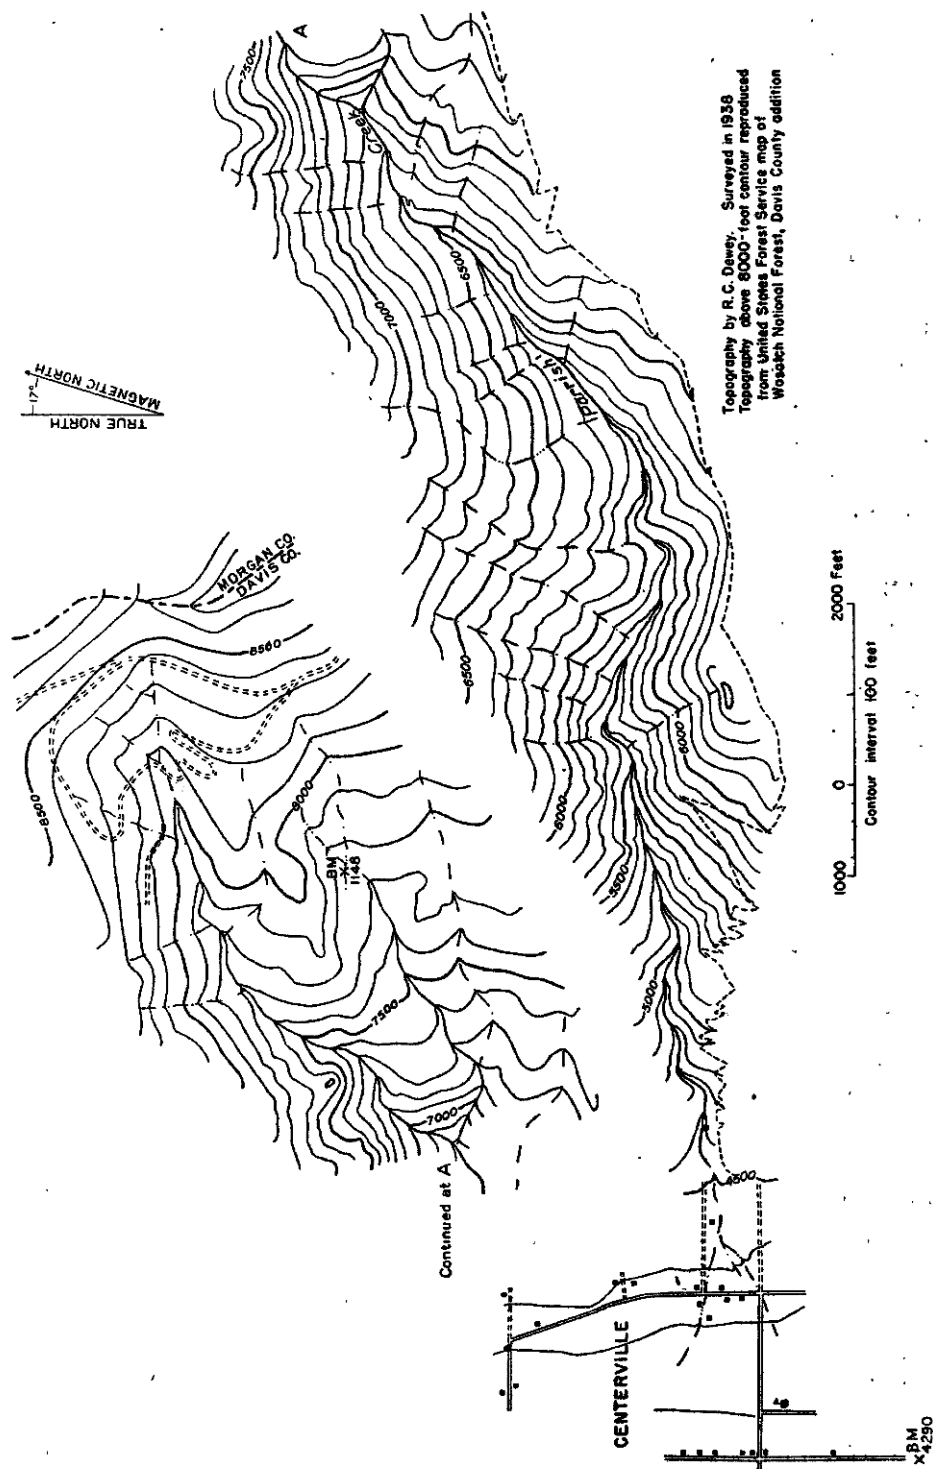 7500
A
Creek
6500
7000
17°
TRUE NORTH
MAGNETIC NORTH
Parrish
Topography by R.C. Dewey. Surveyed in 1938
Topography above 8000-foot contour reproduced
from United States Forest Service map of
Wasatch National Forest, Davis County addition
MORGAN CO.
DAVIS CO.
8500
8500
6500
2000 Feet
6000
8000
0
Contour interval 100 feet
BM
X
1148
6000
5500
1000
7500
5000
7000
Continued at A
4500
CENTERVILLE
BM
X4290